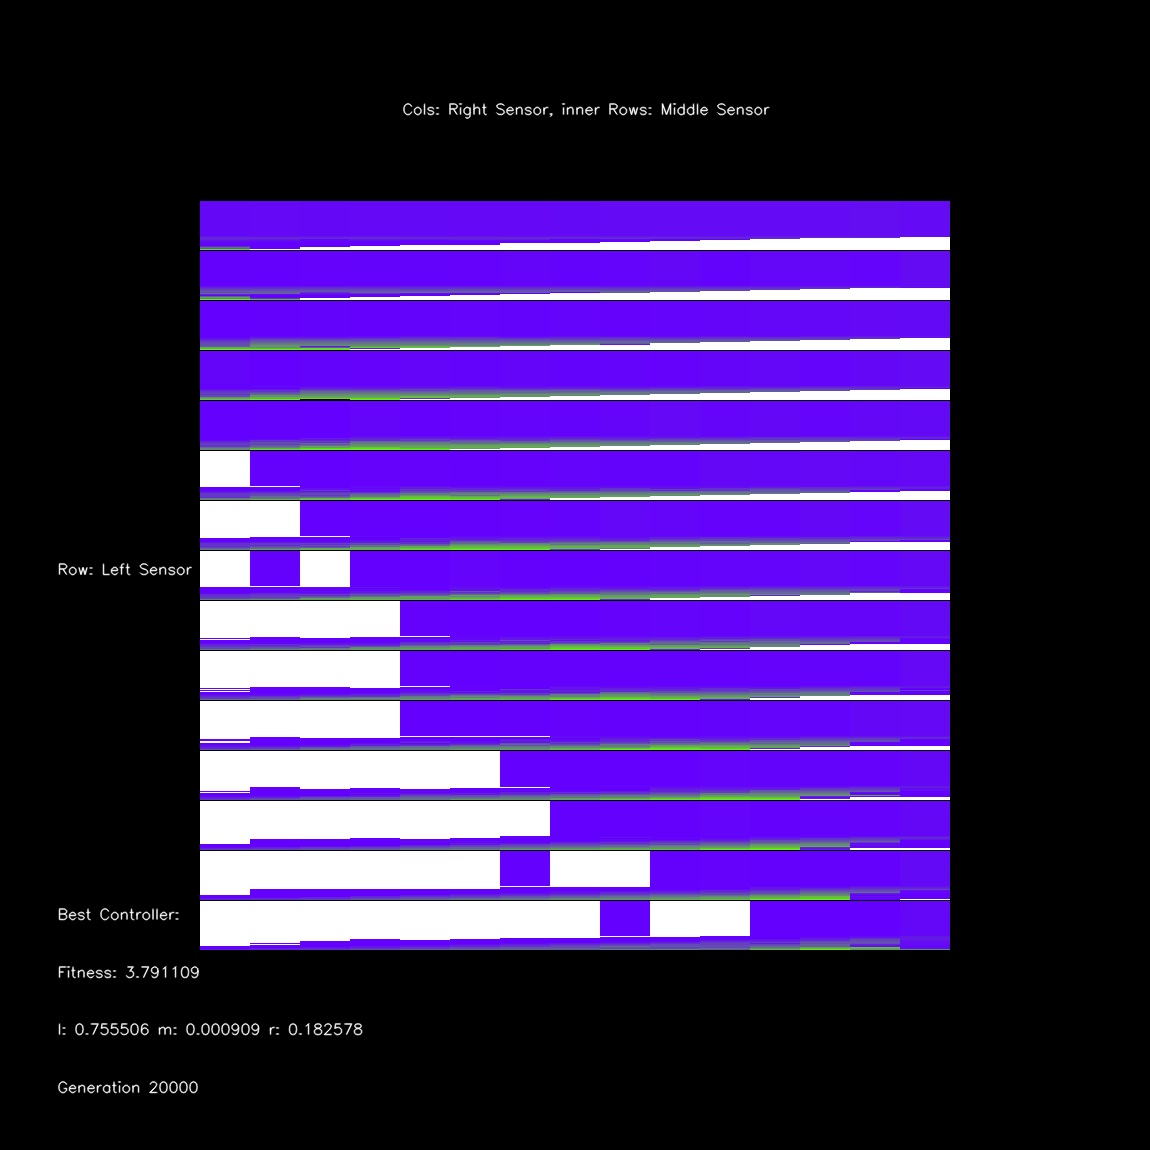 Cols: Right Sensor, inner Rows: Middle Sensor
Row: Left Sensor
Best Controller:
Fitness: 3.791109
l: 0.755506 m: 0.000909 r: 0.182578
Generation 20000